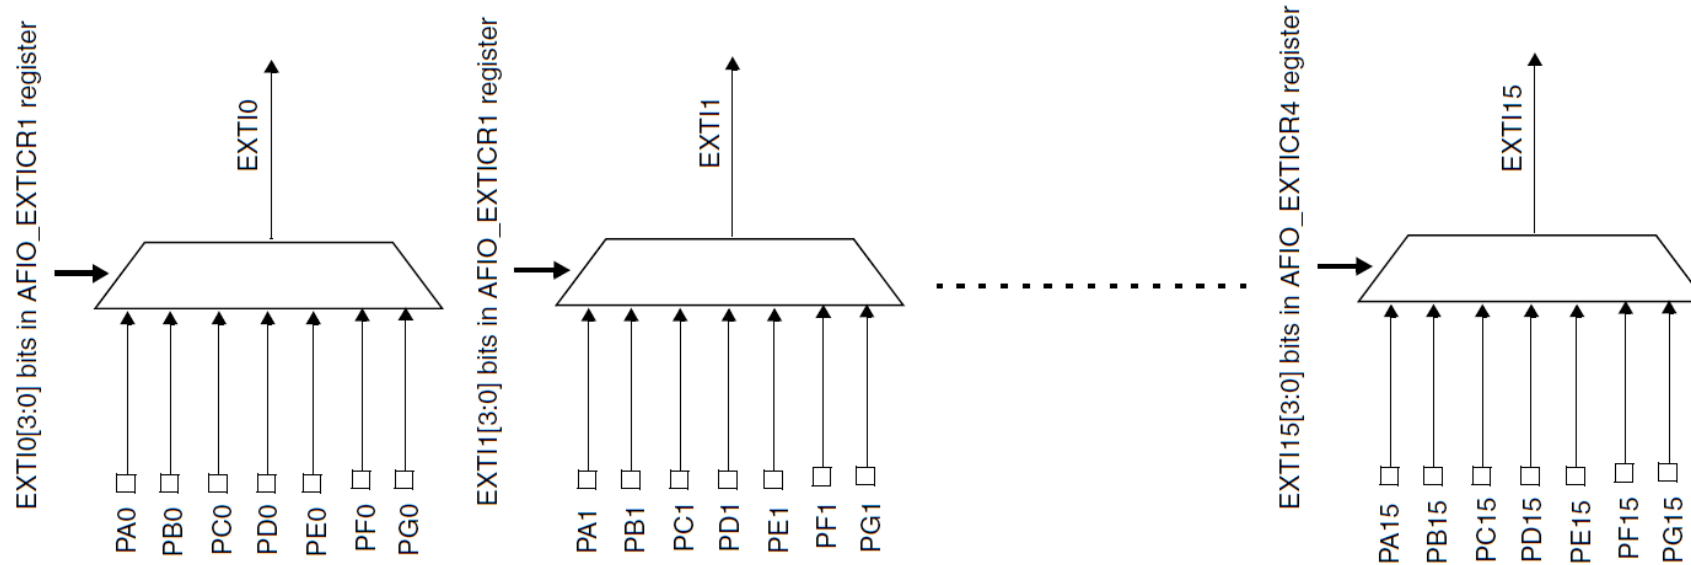 EXTI0[3:0] bits in AFIO_EXTICR1 register
EXTI0
PA0
PB0
PC0
PD0
PE0
PF0
PG0
EXTI1[3:0] bits in AFIO_EXTICR1 register
EXTI1
PA1
PB1
PC1
PD1
PE1
PF1
PG1
EXTI15[3:0] bits in AFIO_EXTICR4 register
EXTI15
PA15
PB15
PC15
PD15
PE15
PF15
PG15